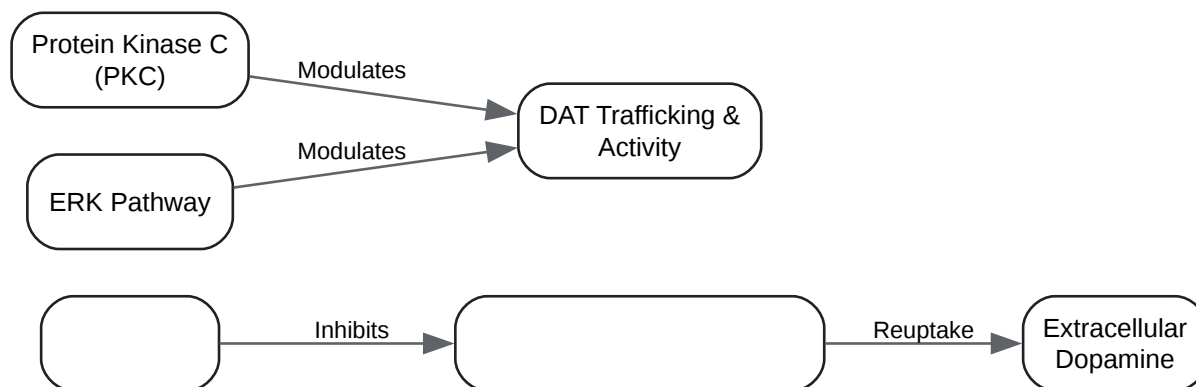 Protein Kinase C
(PKC)
Modulates
DAT Trafficking &
Activity
Modulates
ERK Pathway
Inhibits
Reuptake
Extracellular
Dopamine